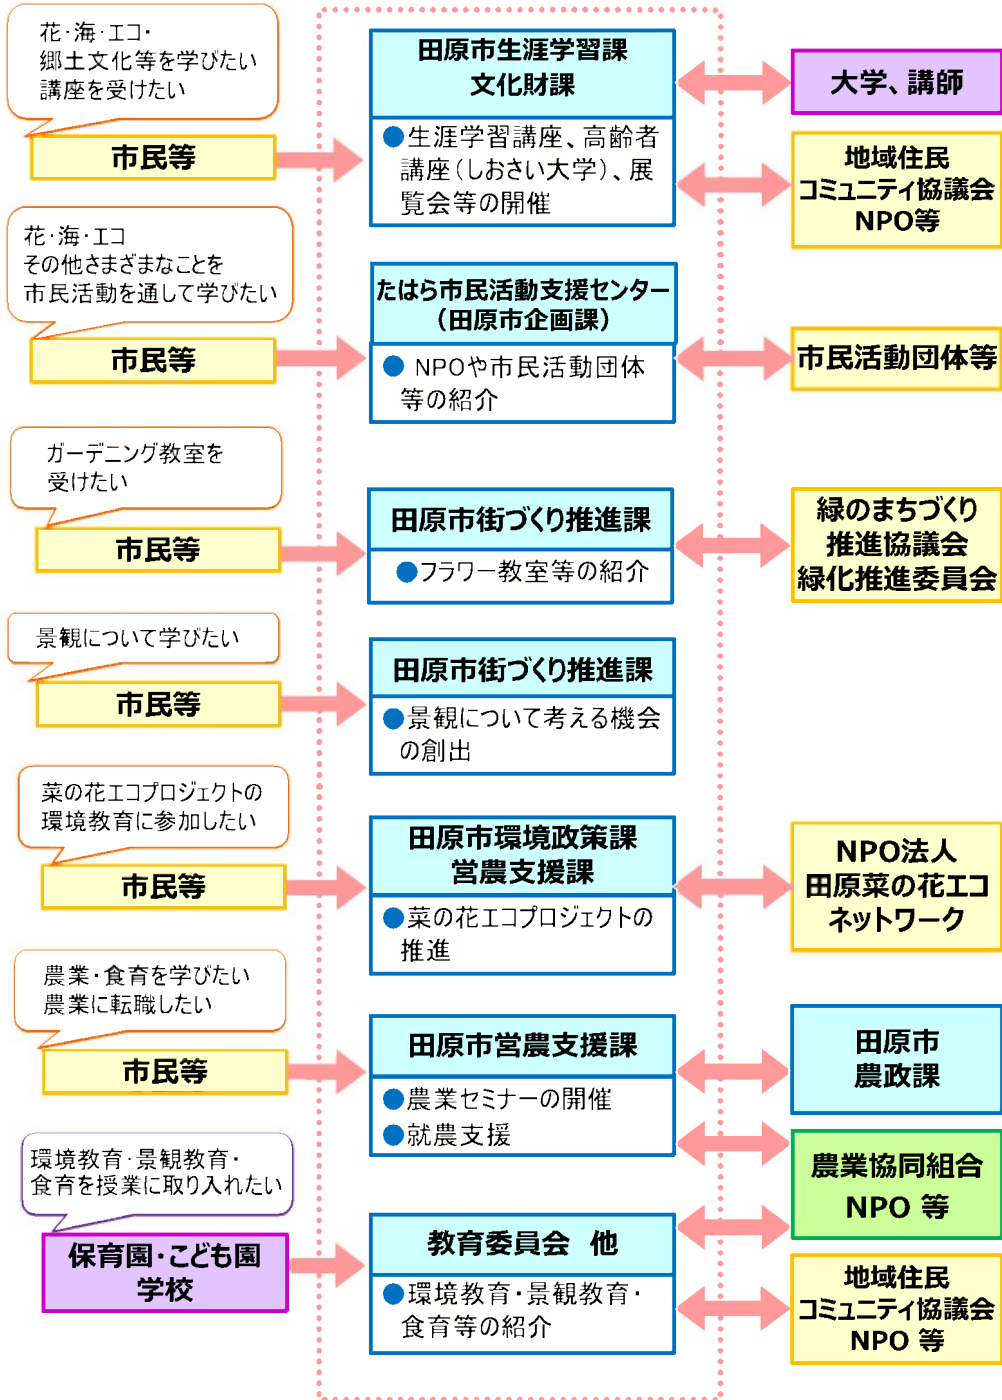 花・海・エコ・
郷土文化等を学びたい
講座を受けたい
市民等
田原市生涯学習課
文化財課
●生涯学習講座、高齢者
講座(しおさい大学)、展
覧会等の開催
大学、講師
地域住民
コミュニティ協議会
NPO等
花・海・エコ
その他さまざまなことを
市民活動を通して学びたい
市民等
たはら市民活動支援センター
(田原市企画課)
● NPOや市民活動団体
等の紹介
市民活動団体等
ガーデニング教室を
受けたい
市民等
田原市街づくり推進課
●フラワー教室等の紹介
緑のまちづくり
推進協議会
緑化推進委員会
景観について学びたい
市民等
田原市街づくり推進課
●景観について考える機会
の創出
菜の花エコプロジェクトの
環境教育に参加したい
市民等
田原市環境政策課
営農支援課
●菜の花エコプロジェクトの
推進
NPO法人
田原菜の花エコ
ネットワーク
農業・食育を学びたい
農業に転職したい
市民等
田原市営農支援課
●農業セミナーの開催
●就農支援
田原市
農政課
農業協同組合
NPO 等
環境教育・景観教育・
食育を授業に取り入れたい
保育園・こども園
学校
教育委員会 他
●環境教育・景観教育・
食育等の紹介
地域住民
コミュニティ協議会
NPO 等